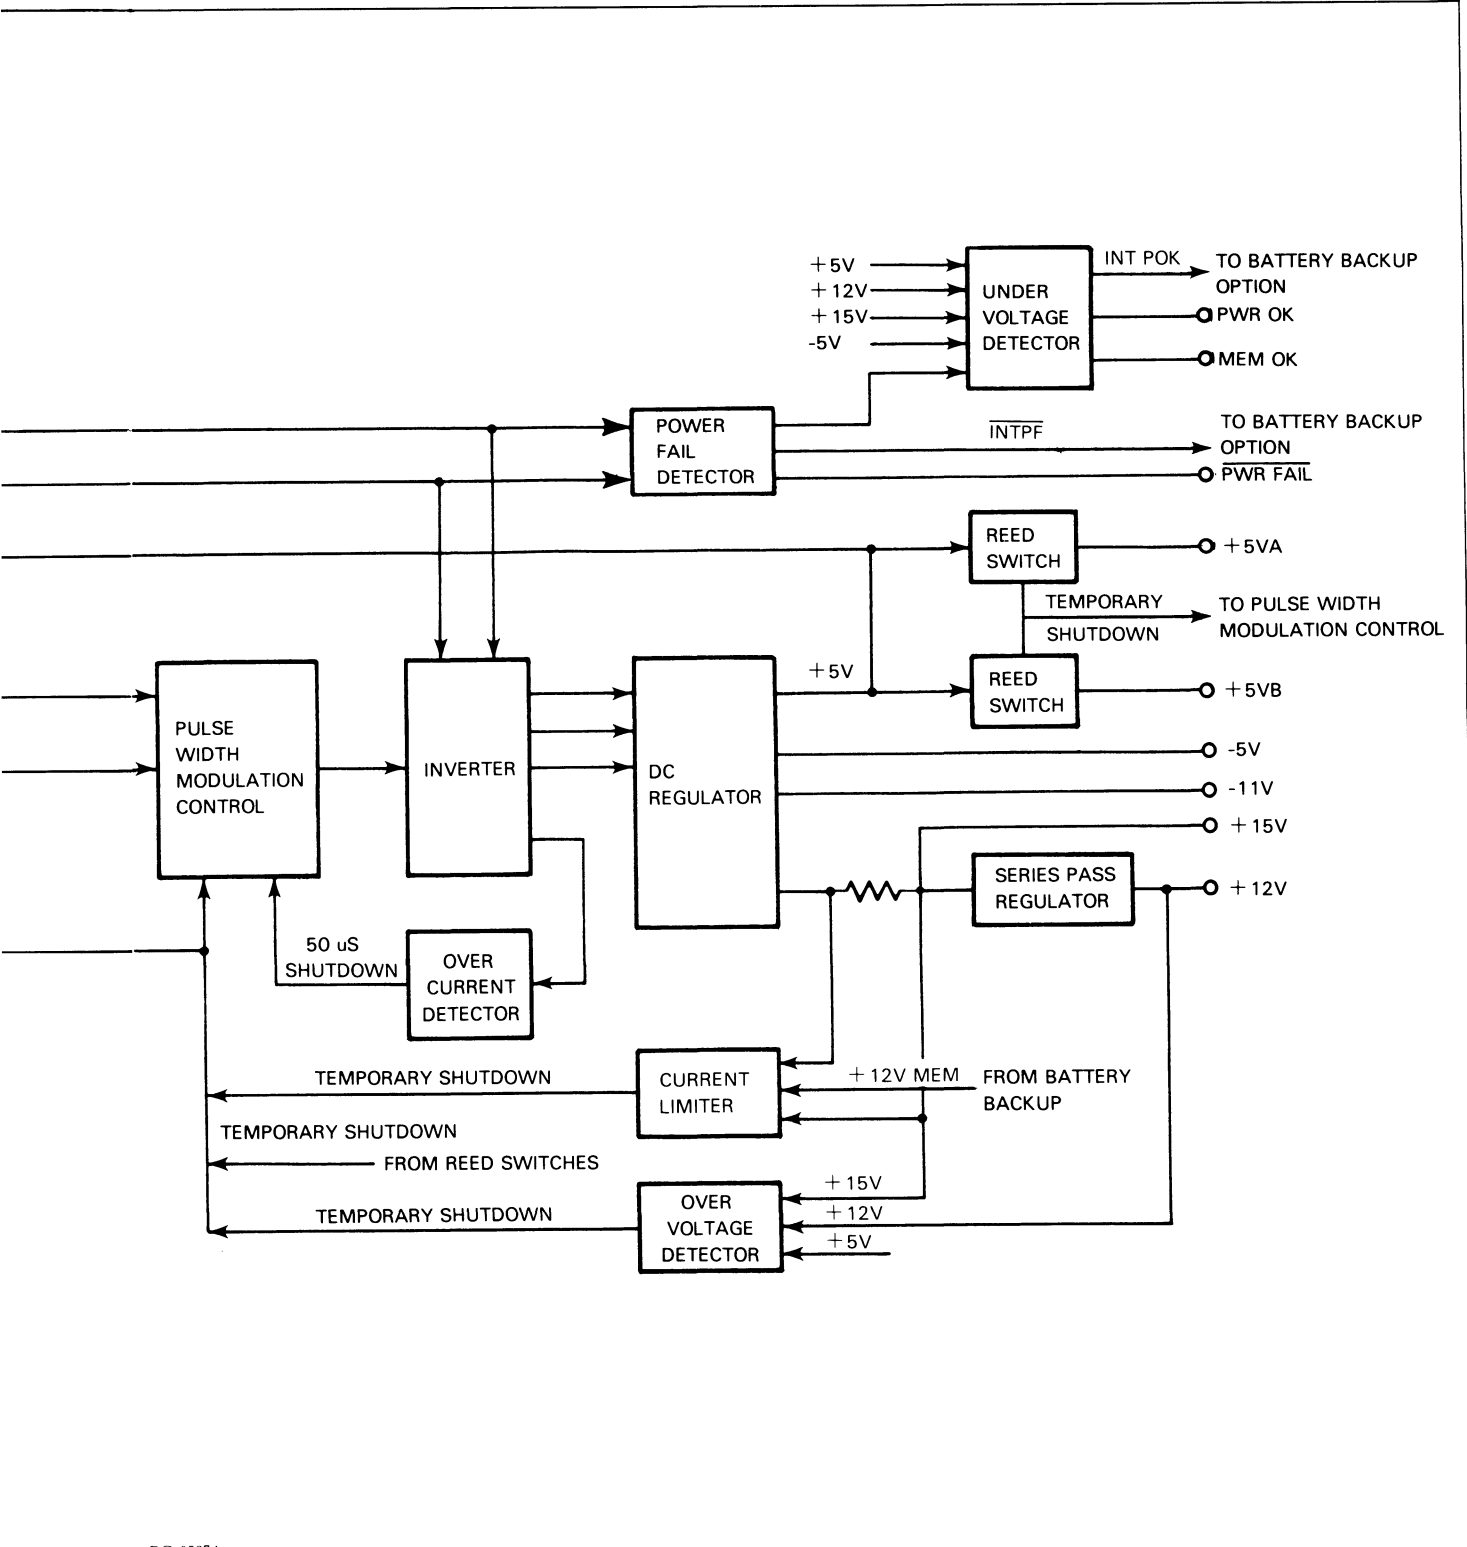 +5V
+12V
+15V
-5V
UNDER
VOLTAGE
DETECTOR
INT POK
TO BATTERY BACKUP
OPTION
PWR OK
MEM OK
POWER
FAIL
DETECTOR
INTPF
TO BATTERY BACKUP
OPTION
PWR FAIL
REED
SWITCH
+5VA
TEMPORARY
SHUTDOWN
TO PULSE WIDTH
MODULATION CONTROL
+5V
REED
SWITCH
+5VB
PULSE
WIDTH
MODULATION
CONTROL
INVERTER
DC
REGULATOR
-5V
-11V
+15V
SERIES PASS
REGULATOR
+12V
50 uS
SHUTDOWN
OVER
CURRENT
DETECTOR
TEMPORARY SHUTDOWN
CURRENT
LIMITER
+12V MEM
FROM BATTERY
BACKUP
TEMPORARY SHUTDOWN
FROM REED SWITCHES
TEMPORARY SHUTDOWN
OVER
VOLTAGE
DETECTOR
+15V
+12V
+5V